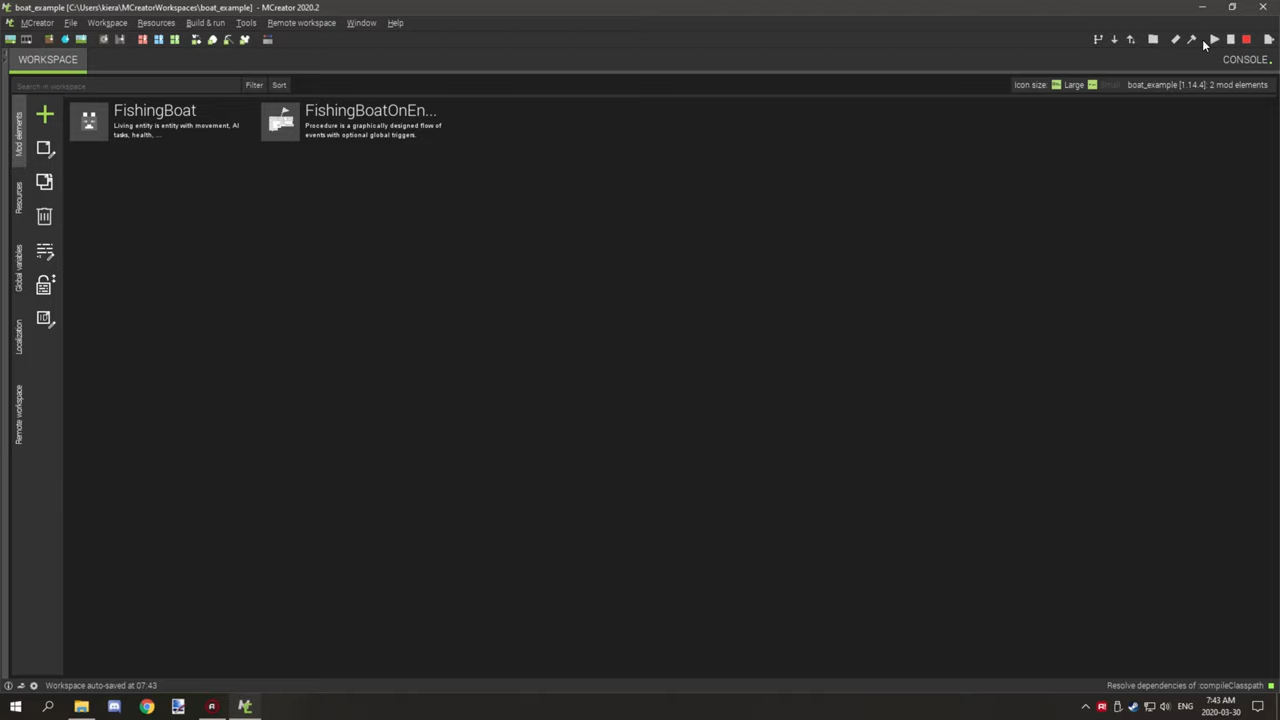 boat_example [C:\Users\kiera\MCreatorWorkspaces\boat_example] - MCreator 2020.2
MCreator File Workspace Resources Build & run Tools Remote workspace Window Help
WORKSPACE
CONSOLE
Search in workspace
Filter
Sort
Icon size: Large Small
boat_example [1.14.4]: 2 mod elements
Mod elements
Resources
Global variables
Localization
Remote workspace
FishingBoat
Living entity is entity with movement, AI
tasks, health, ...
FishingBoatOnEn...
Procedure is a graphically designed flow of
events with optional global triggers.
Workspace auto-saved at 07:43
Resolve dependencies of :compileClasspath
ENG
7:43 AM
2020-03-30